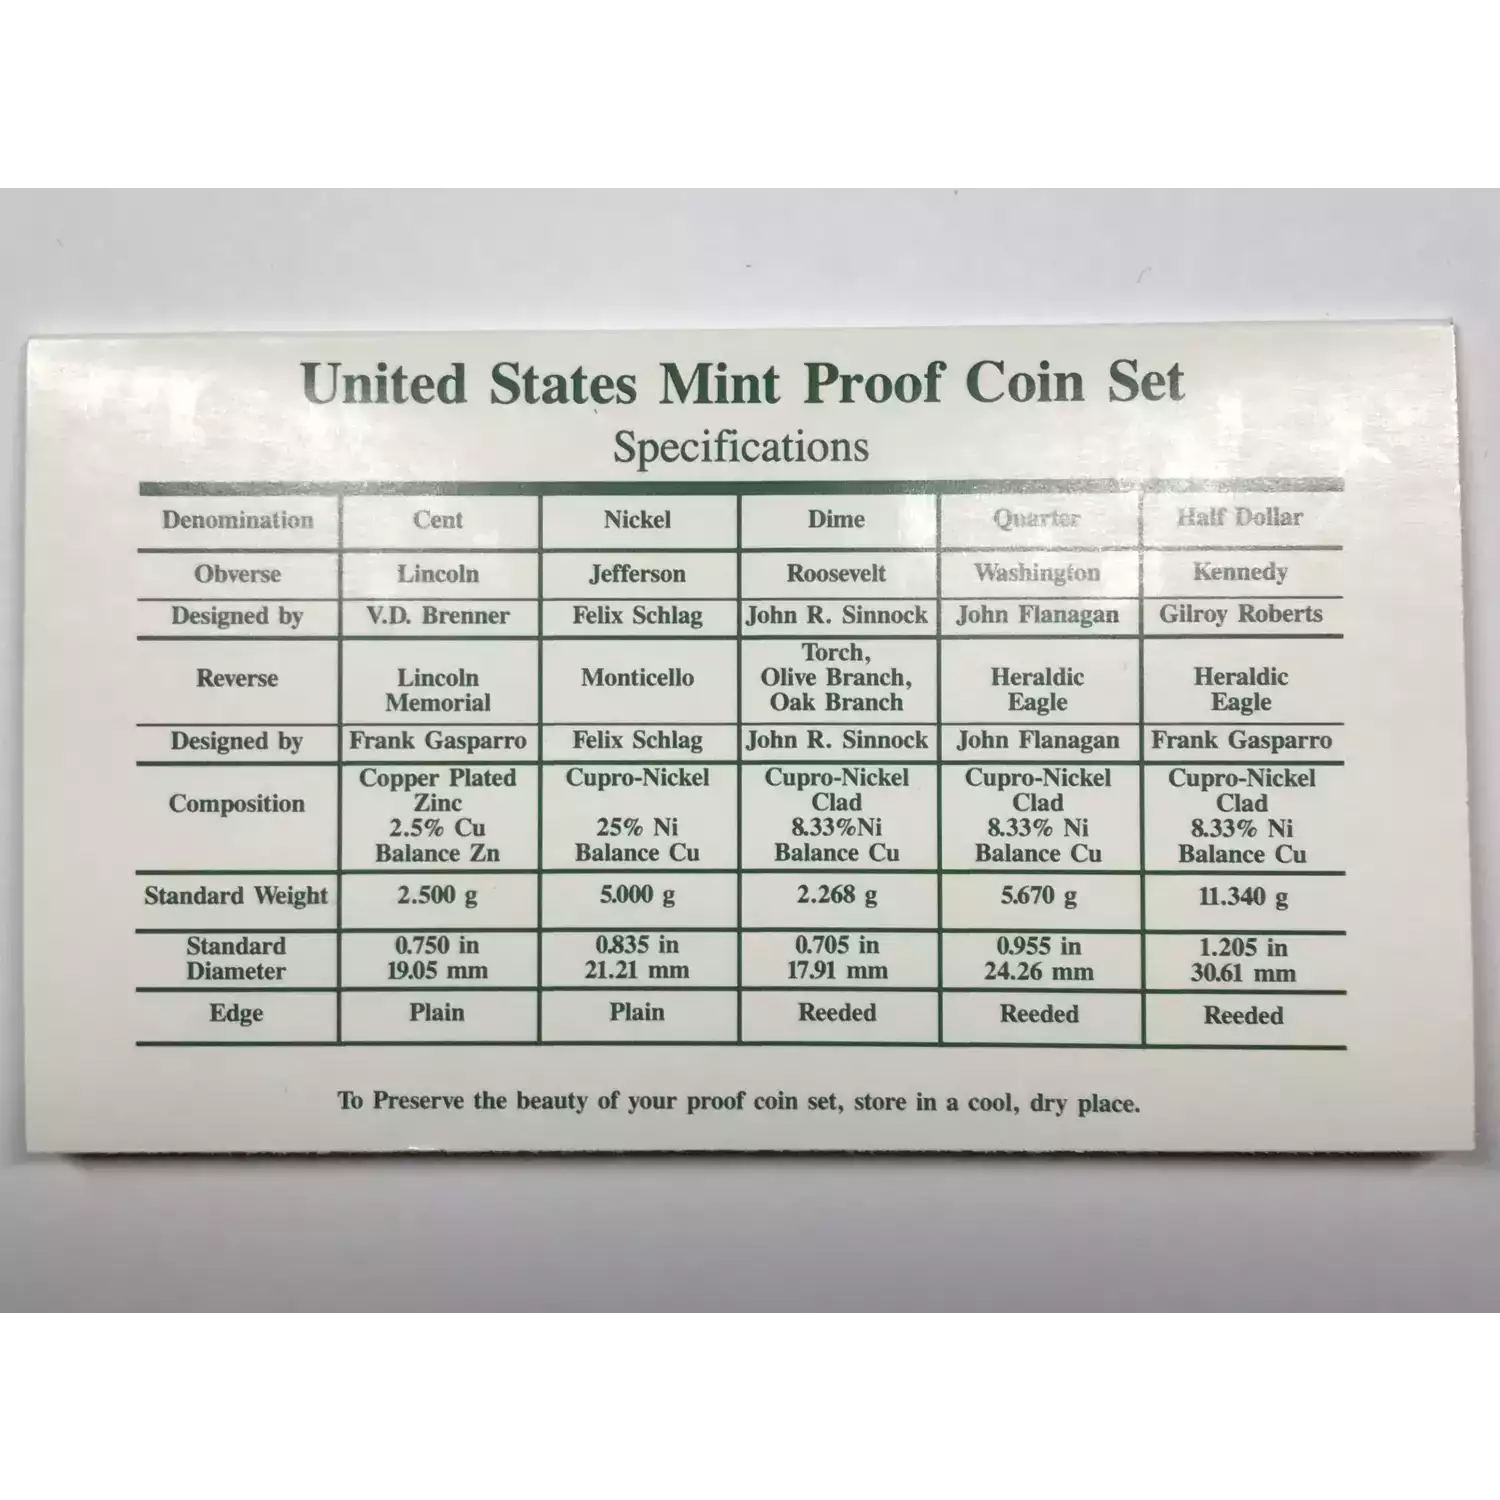 United States Mint Proof Coin Set
Specifications
Denomination Cent Nickel Dime Quarter Half Dollar
Obverse Lincoln Jefferson Roosevelt Washington Kennedy
Designed by V.D. Brenner Felix Schlag John R. Sinnock John Flanagan Gilroy Roberts
Torch,
Reverse Lincoln Monticello Olive Branch, Heraldic Heraldic
Memorial Oak Branch Eagle Eagle
Designed by Frank Gasparro Felix Schlag John R. Sinnock John Flanagan Frank Gasparro
Copper Plated Cupro-Nickel Cupro-Nickel Cupro-Nickel Cupro-Nickel
Composition Zinc Clad Clad Clad
2.5% Cu 25% Ni 8.33%Ni 8.33% Ni 8.33% Ni
Balance Zn Balance Cu Balance Cu Balance Cu Balance Cu
Standard Weight 2.500 g 5.000 g 2.268 g 5.670 g 11.340 g
Standard 0.750 in 0.835 in 0.705 in 0.955 in 1.205 in
Diameter 19.05 mm 21.21 mm 17.91 mm 24.26 mm 30.61 mm
Edge Plain Plain Reeded Reeded Reeded
To Preserve the beauty of your proof coin set, store in a cool, dry place.